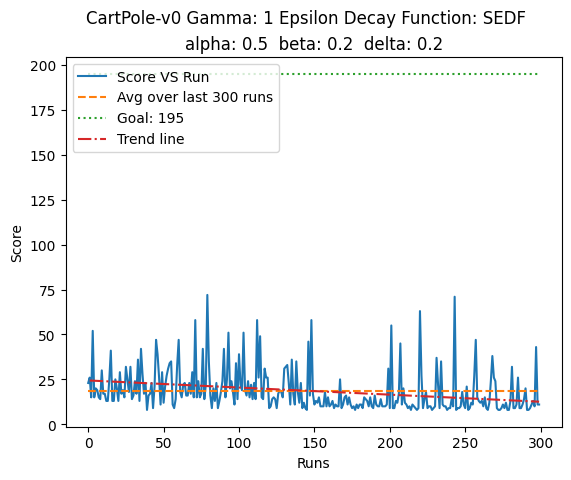 CartPole-v0 Gamma: 1 Epsilon Decay Function: SEDF
alpha: 0.5 beta: 0.2 delta: 0.2
Score VS Run
Avg over last 300 runs
Goal: 195
Trend line
200
175
150
125
100
75
50
25
0
Score
0
50
100
150
200
250
300
Runs